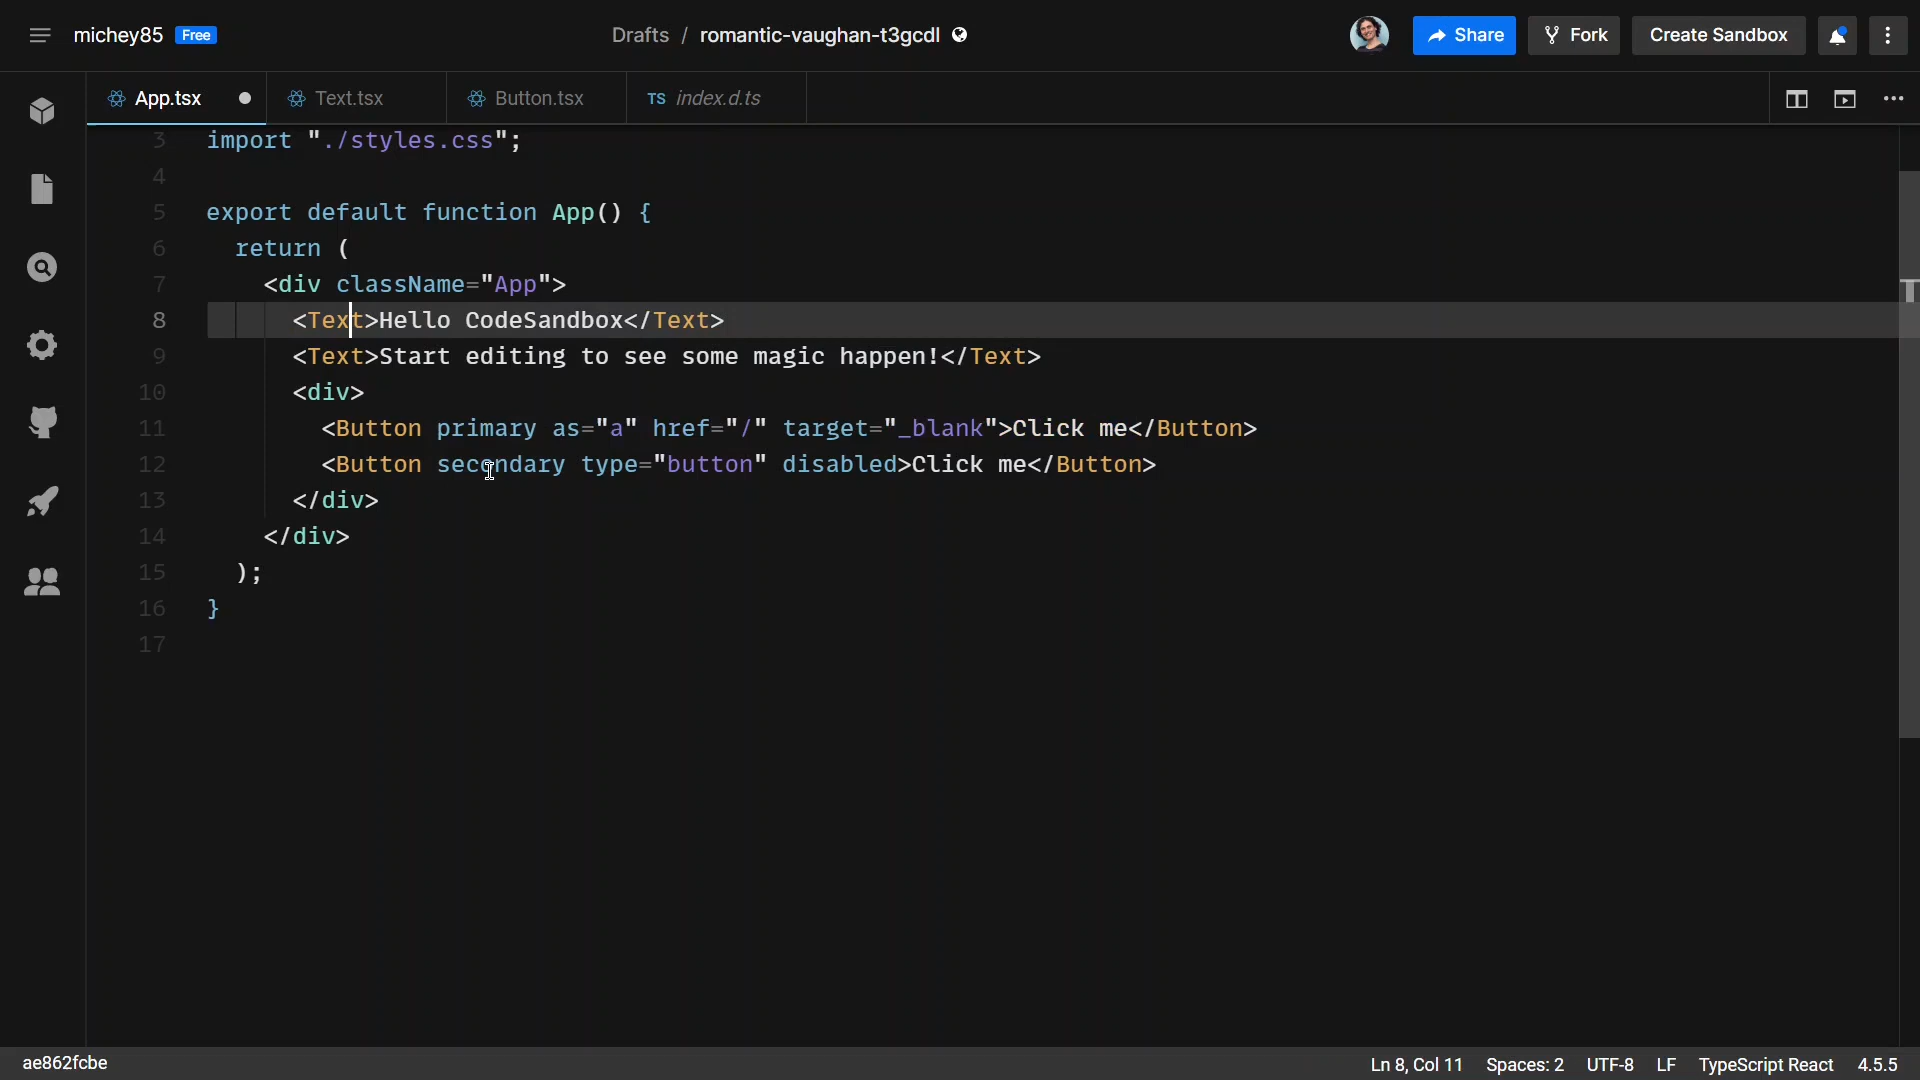 michey85 Free Drafts / romantic-vaughan-t3gcdl Share Fork Create Sandbox
App.tsx Text.tsx Button.tsx TS index.d.ts
3 import "./styles.css";
4
5 export default function App() {
6 return (
7 <div className="App">
8 <Text>Hello CodeSandbox</Text>
9 <Text>Start editing to see some magic happen!</Text>
10 <div>
11 <Button primary as="a" href="/" target="_blank">Click me</Button>
12 <Button secondary type="button" disabled>Click me</Button>
13 </div>
14 </div>
15 );
16 }
17
ae862fcbe Ln 8, Col 11 Spaces: 2 UTF-8 LF TypeScript React 4.5.5